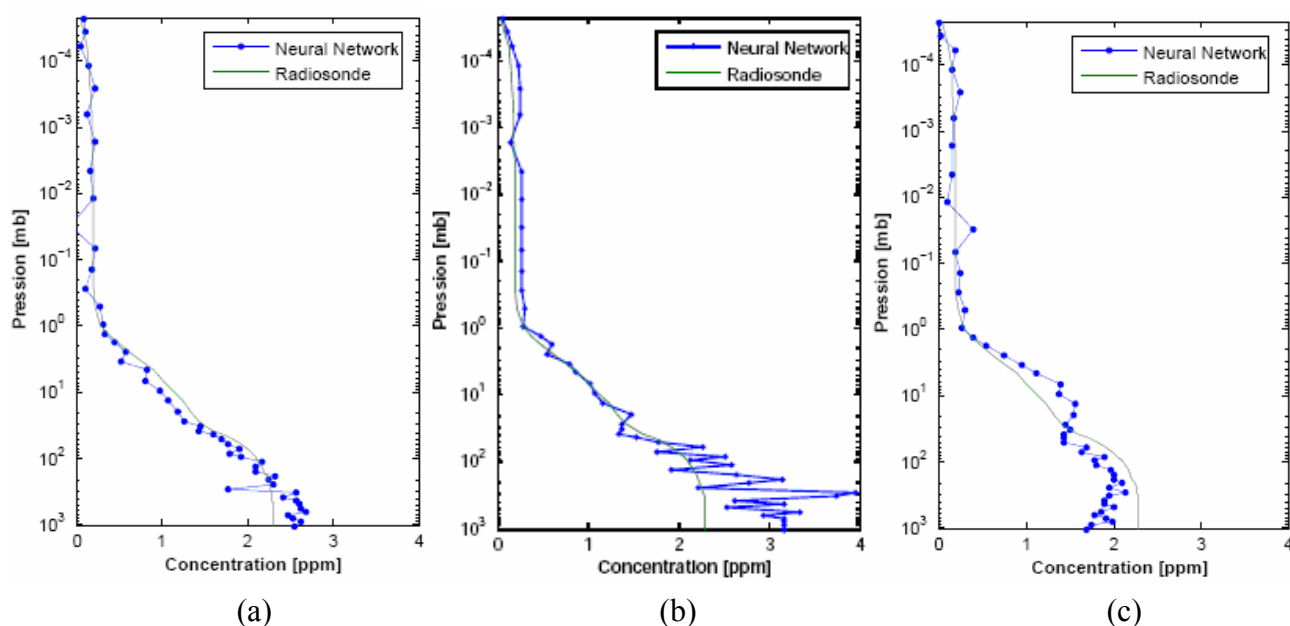 Neural Network
Radiosonde
10⁻⁴
10⁻³
10⁻²
10⁻¹
10⁰
10¹
10²
10³
Pression [mb]
0 1 2 3 4
Concentration [ppm]
(a)
Neural Network
Radiosonde
10⁻⁴
10⁻³
10⁻²
10⁻¹
10⁰
10¹
10²
10³
Pression [mb]
0 1 2 3 4
Concentration [ppm]
(b)
Neural Network
Radiosonde
10⁻⁴
10⁻³
10⁻²
10⁻¹
10⁰
10¹
10²
10³
Pression [mb]
0 1 2 3 4
Concentration [ppm]
(c)